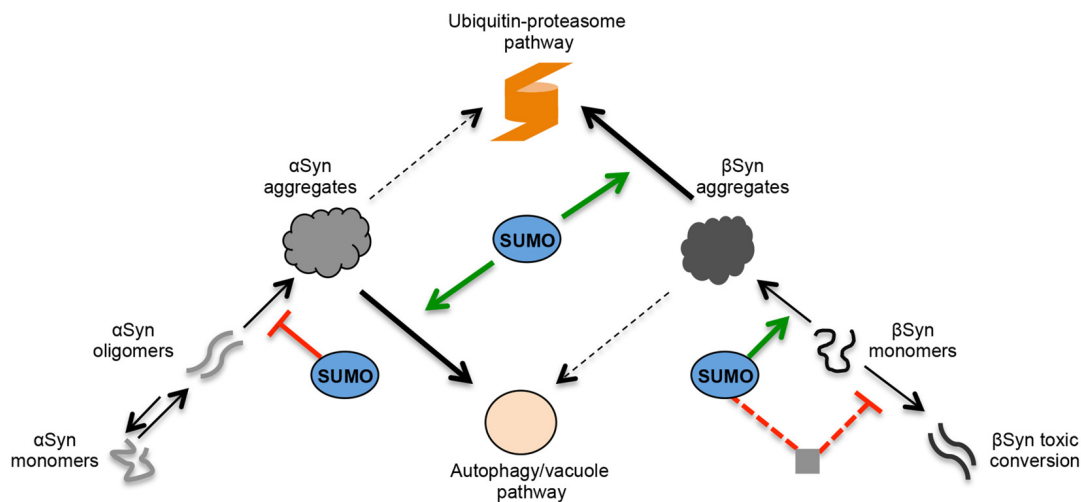 Ubiquitin-proteasome
pathway
αSyn
aggregates
βSyn
aggregates
SUMO
αSyn
oligomers
SUMO
SUMO
βSyn
monomers
αSyn
monomers
Autophagy/vacuole
pathway
βSyn toxic
conversion